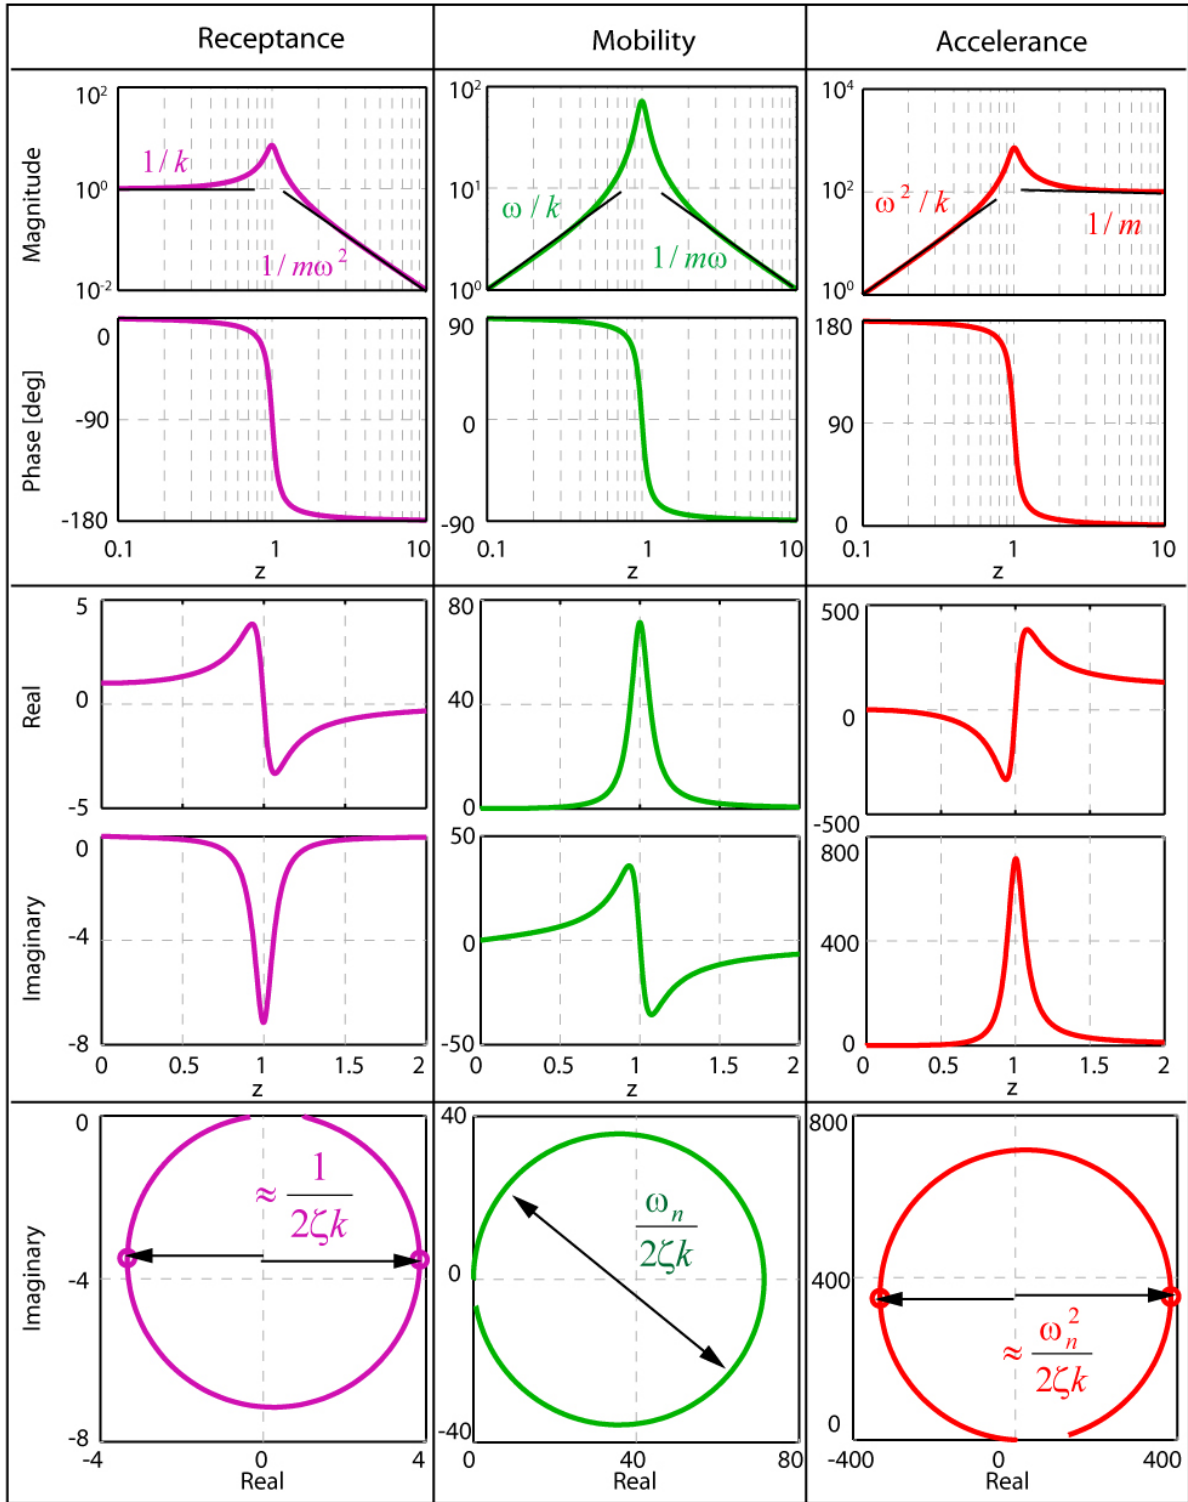 Receptance Mobility Accelerance
Magnitude
10² 10⁰ 10⁻²
1/k
1/mω²
10² 10¹ 10⁰
ω/k
1/mω
10⁴ 10² 10⁰
ω²/k
1/m
Phase [deg]
0 -90 -180
0.1 1 10
z
90 0 -90
0.1 1 10
z
180 90 0
0.1 1 10
z
Real
5 0 -5
80 40 0
500 0 -500
Imaginary
0 -4 -8
0 0.5 1 1.5 2
z
50 0 -50
0 0.5 1 1.5 2
z
800 400 0
0 0.5 1 1.5 2
z
Imaginary
0 -4 -8
≈ 1/2ζk
-4 0 4
Real
40 0 -40
ωₙ/2ζk
0 40 80
Real
800 400 0
≈ ωₙ²/2ζk
-400 0 400
Real